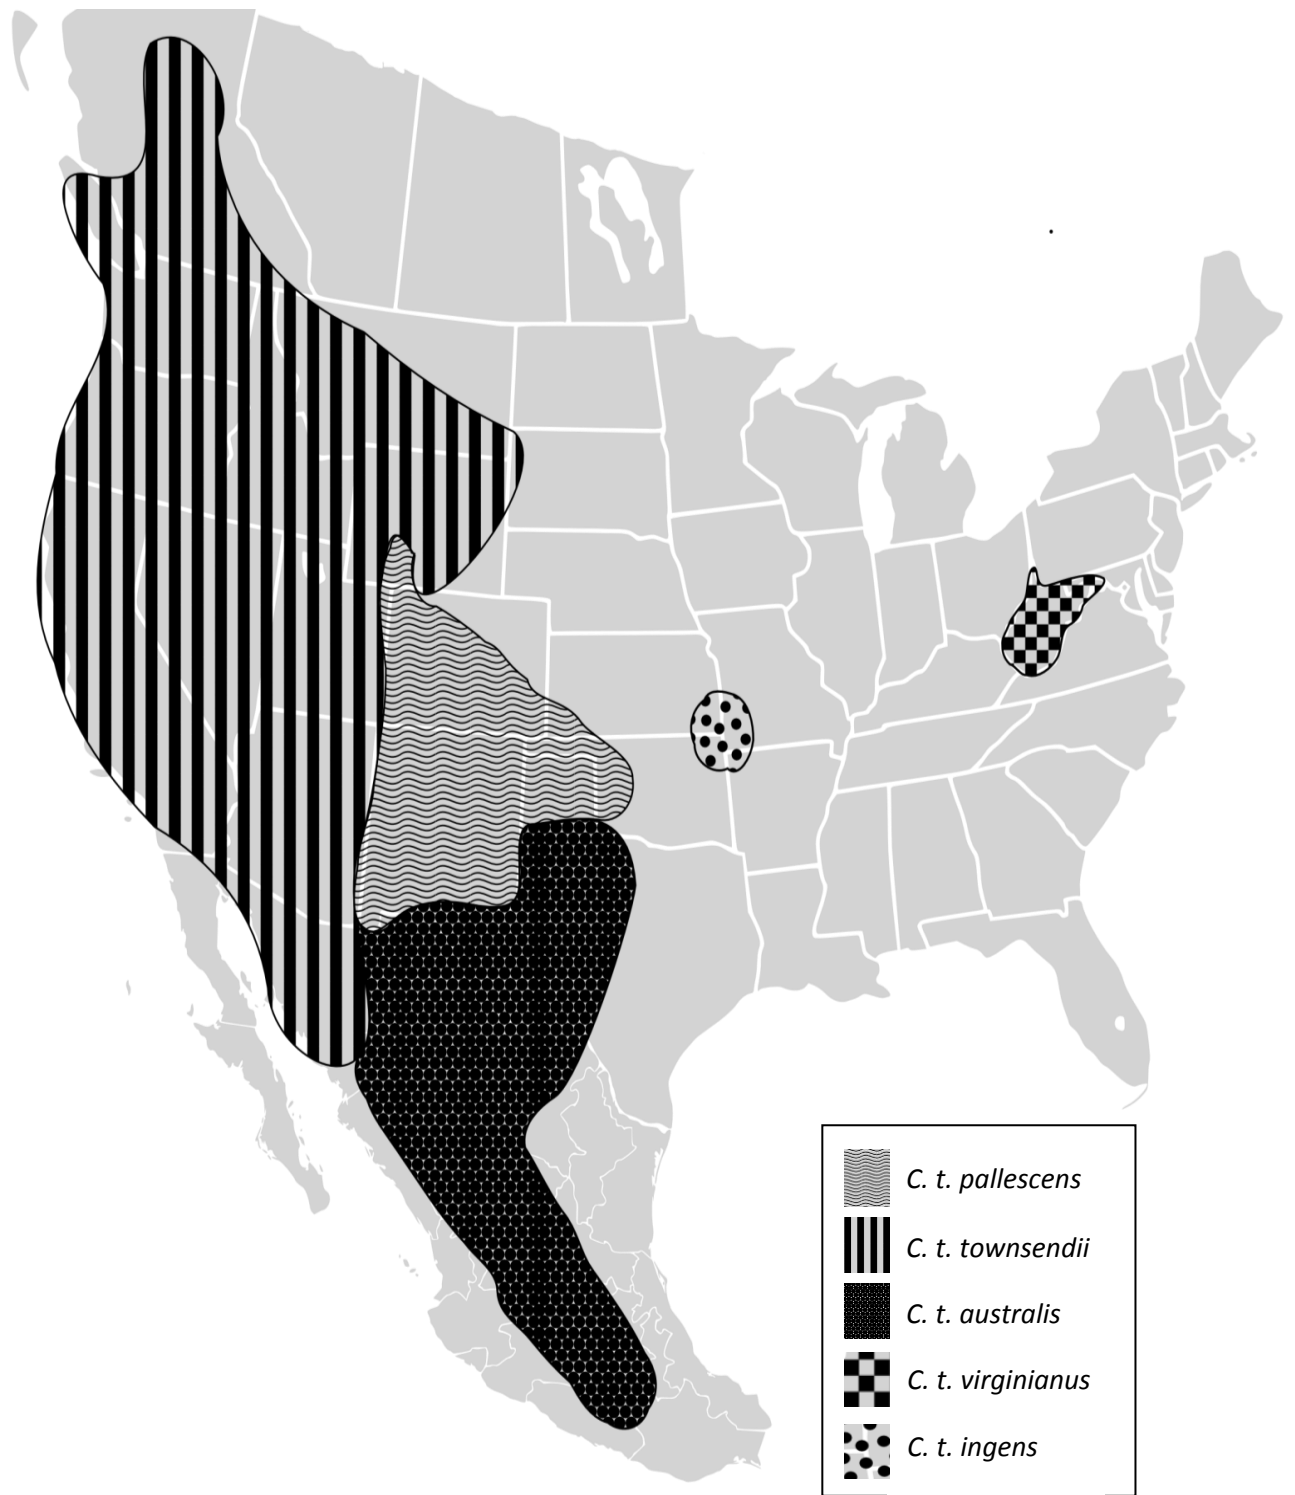 C. t. pallescens
C. t. townsendii
C. t. australis
C. t. virginianus
C. t. ingens